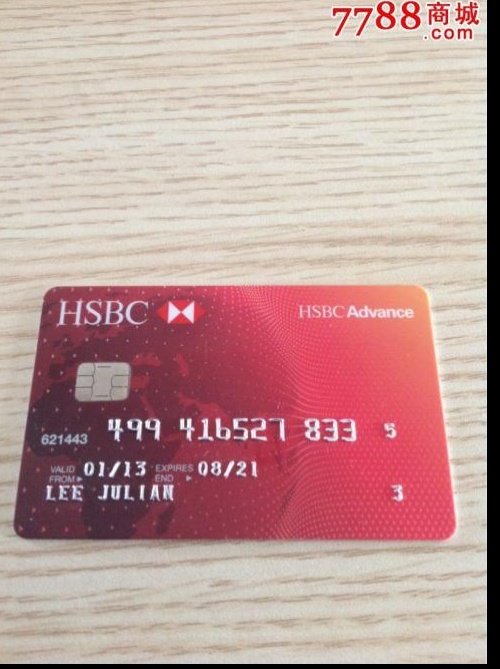 7788商城
.com
HSBC HSBC Advance
621443 499 416527 833 5
VALID FROM 01/13 EXPIRES END 08/21
LEE JULIAN 3